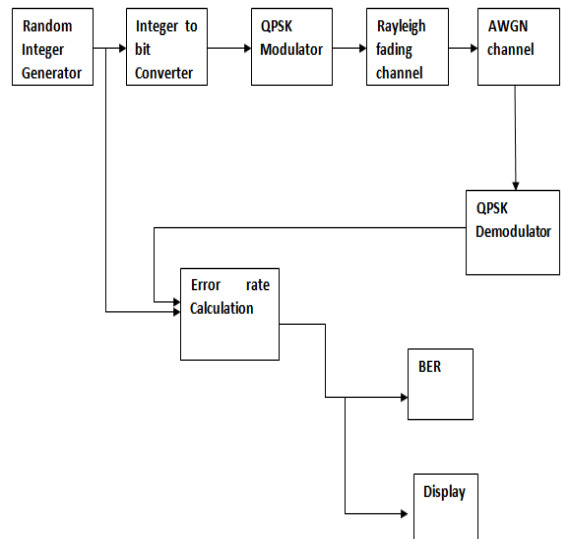 Random
Integer
Generator
Integer to
bit
Converter
QPSK
Modulator
Rayleigh
fading
channel
AWGN
channel
QPSK
Demodulator
Error rate
Calculation
BER
Display